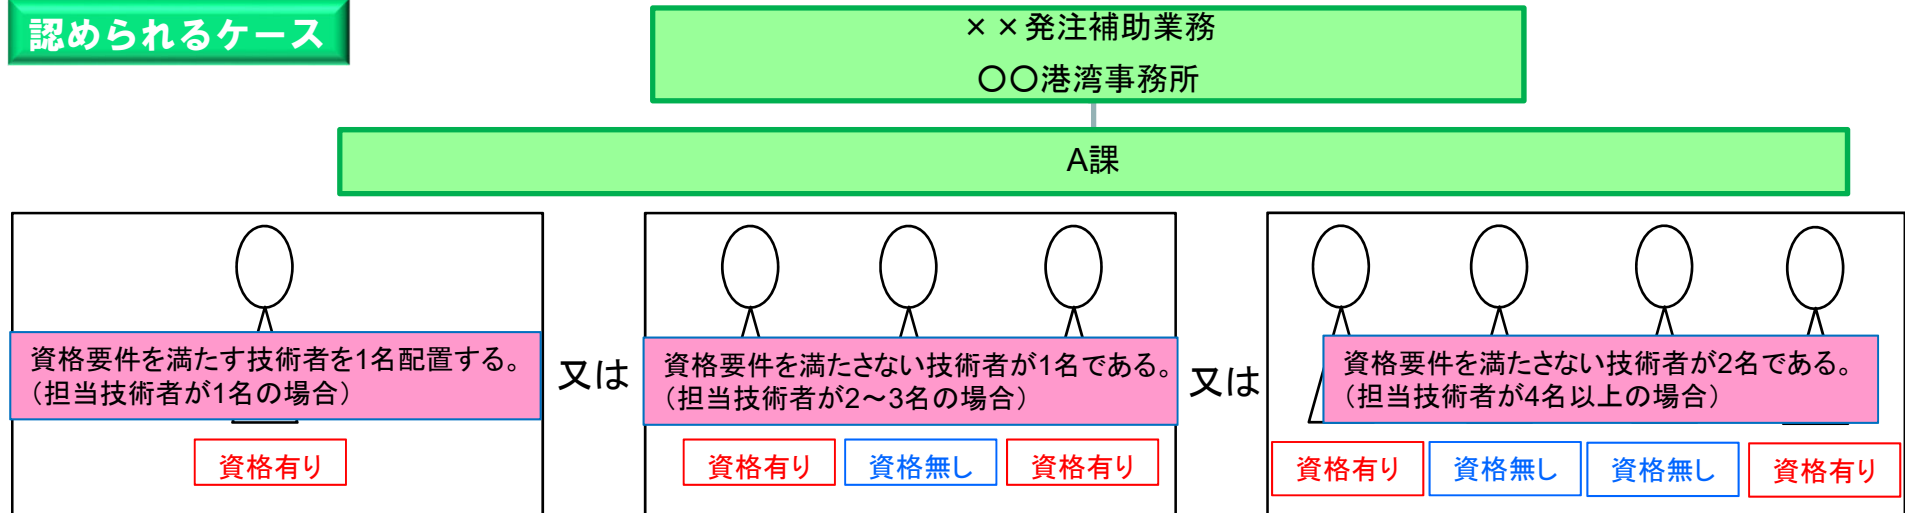 認められるケース
××発注補助業務
〇〇港湾事務所
A課
資格要件を満たす技術者を1名配置する。
（担当技術者が1名の場合）
資格有り
又は
資格要件を満たさない技術者が1名である。
（担当技術者が2～3名の場合）
資格有り
資格無し
資格有り
又は
資格要件を満たさない技術者が2名である。
（担当技術者が4名以上の場合）
資格有り
資格無し
資格無し
資格有り